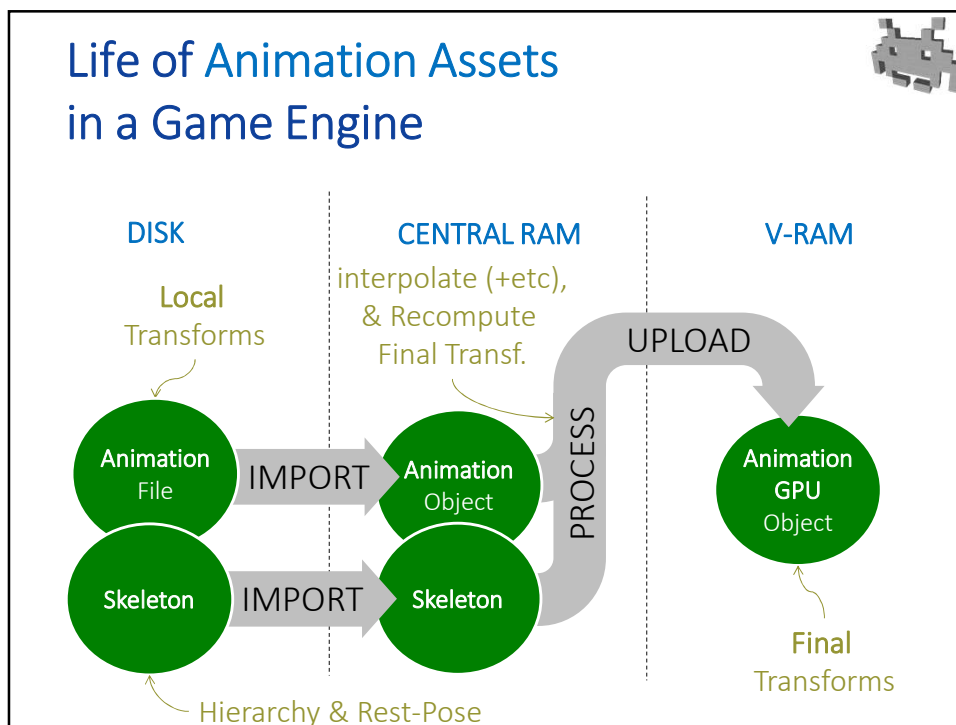 Life of Animation Assets
in a Game Engine
DISK
CENTRAL RAM
V-RAM
Local
Transforms
interpolate (+etc),
& Recompute
Final Transf.
UPLOAD
PROCESS
Animation
File
IMPORT
Animation
Object
Animation
GPU
Object
Skeleton
IMPORT
Skeleton
Final
Transforms
Hierarchy & Rest-Pose